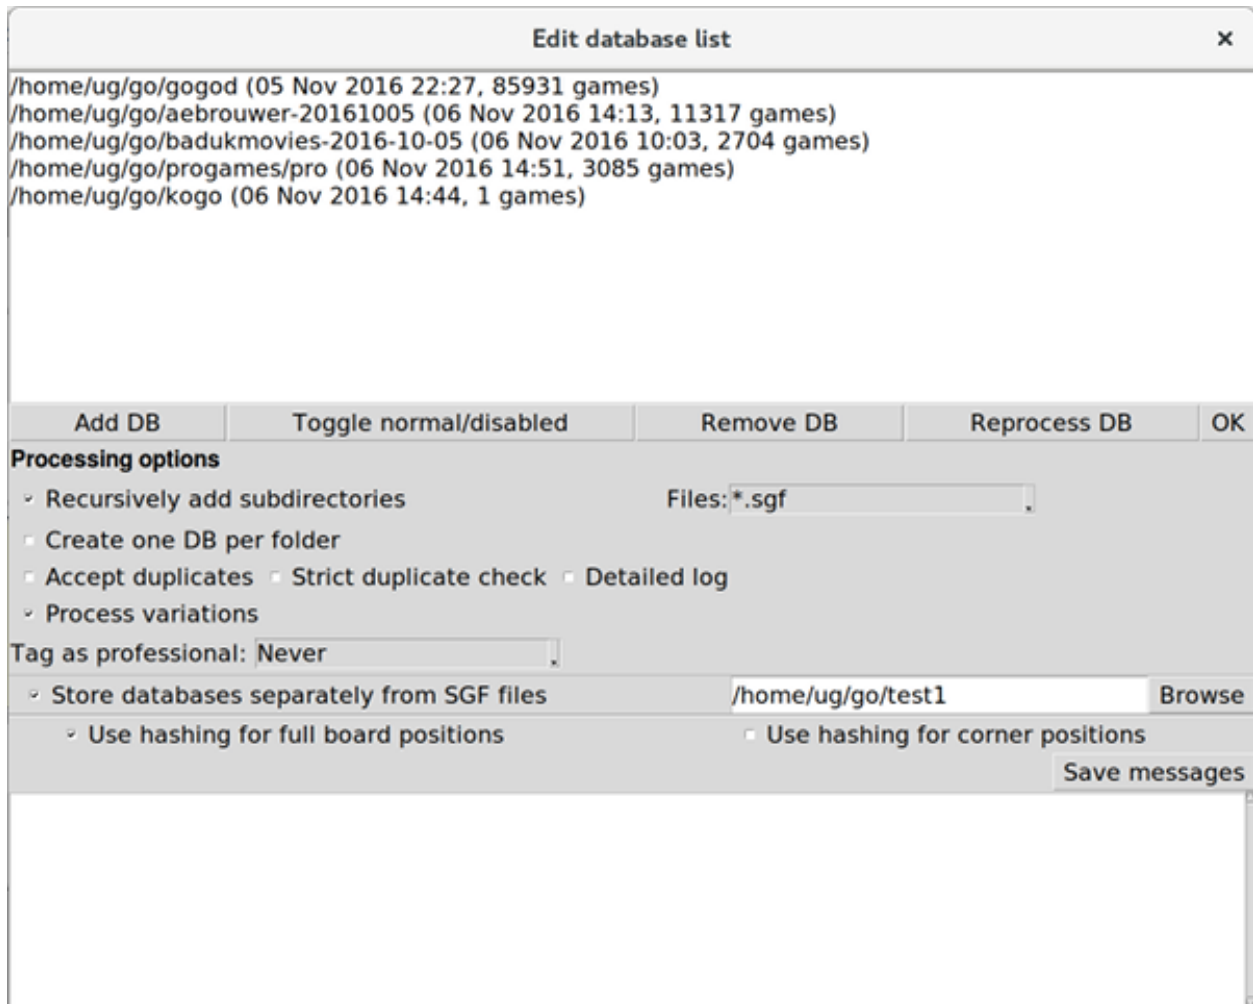 Edit database list ×
/home/ug/go/gogod (05 Nov 2016 22:27, 85931 games)
/home/ug/go/aebrouwer-20161005 (06 Nov 2016 14:13, 11317 games)
/home/ug/go/badukmovies-2016-10-05 (06 Nov 2016 10:03, 2704 games)
/home/ug/go/progames/pro (06 Nov 2016 14:51, 3085 games)
/home/ug/go/kogo (06 Nov 2016 14:44, 1 games)
Add DB Toggle normal/disabled Remove DB Reprocess DB OK
Processing options
Recursively add subdirectories Files: *.sgf
Create one DB per folder
Accept duplicates Strict duplicate check Detailed log
Process variations
Tag as professional: Never
Store databases separately from SGF files /home/ug/go/test1 Browse
Use hashing for full board positions Use hashing for corner positions
Save messages